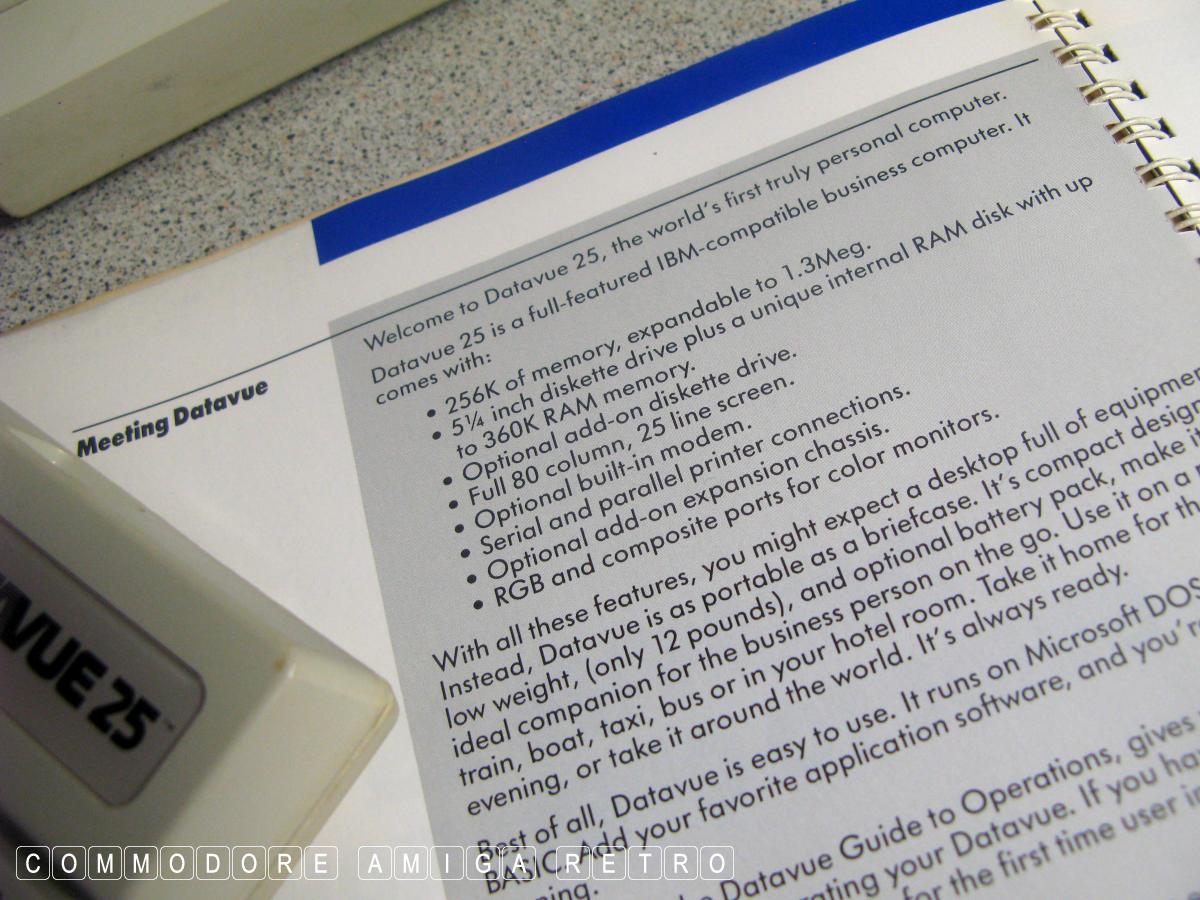 Meeting Datavue
Welcome to Datavue 25, the world's first truly personal computer.
Datavue 25 is a full-featured IBM-compatible business computer. It
comes with:
• 256K of memory, expandable to 1.3Meg.
• 5¼ inch diskette drive plus a unique internal RAM disk with up
to 360K RAM memory.
• Optional add-on diskette drive.
• Full 80 column, 25 line screen.
• Optional built-in modem.
• Serial and parallel printer connections.
• Optional add-on expansion chassis.
• RGB and composite ports for color monitors.
With all these features, you might expect a desktop full of
Instead, Datavue is as portable as a briefcase. It's compact
low weight, (only 12 pounds), and optional battery pack, make
ideal companion for the business person on the go. Use it on a
train, boat, taxi, bus or in your hotel room. Take it home for
evening, or take it around the world. It's always ready.
Best of all, Datavue is easy to use. It runs on Microsoft DOS
BASIC. Add your favorite application software, and
Datavue Guide to Operations, gives
your Datavue. If you
for the first time user
VUE 25™
COMMODORE AMIGA RETRO